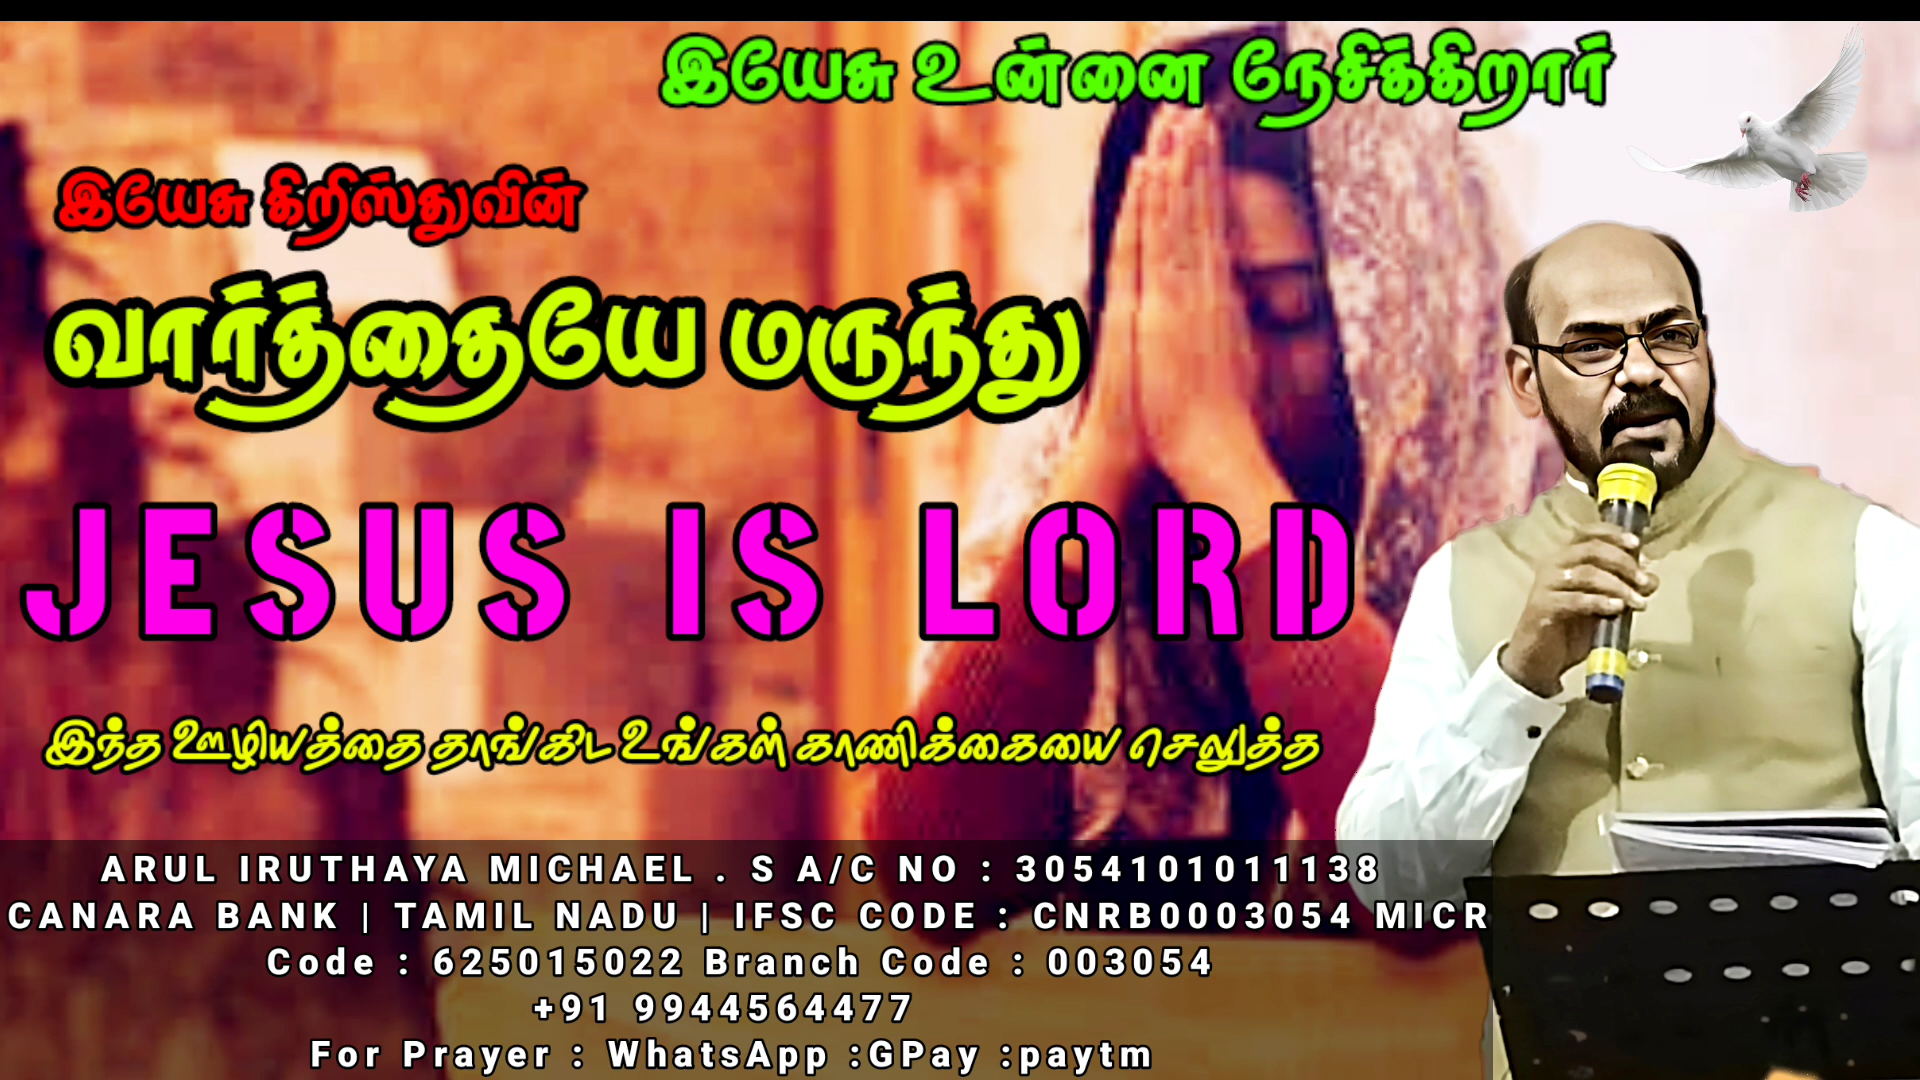 இயேசு உன்னை நேசிக்கிறார்
இயேசு கிறிஸ்துவின்
வார்த்தையே மருந்து
JESUS IS LORD
இந்த ஊழியத்தை தாங்கிட உங்கள் காணிக்கையை செலுத்த
ARUL IRUTHAYA MICHAEL . S A/C NO : 3054101011138
CANARA BANK | TAMIL NADU | IFSC CODE : CNRB0003054 MICR
Code : 625015022 Branch Code : 003054
+91 9944564477
For Prayer : WhatsApp :GPay :paytm